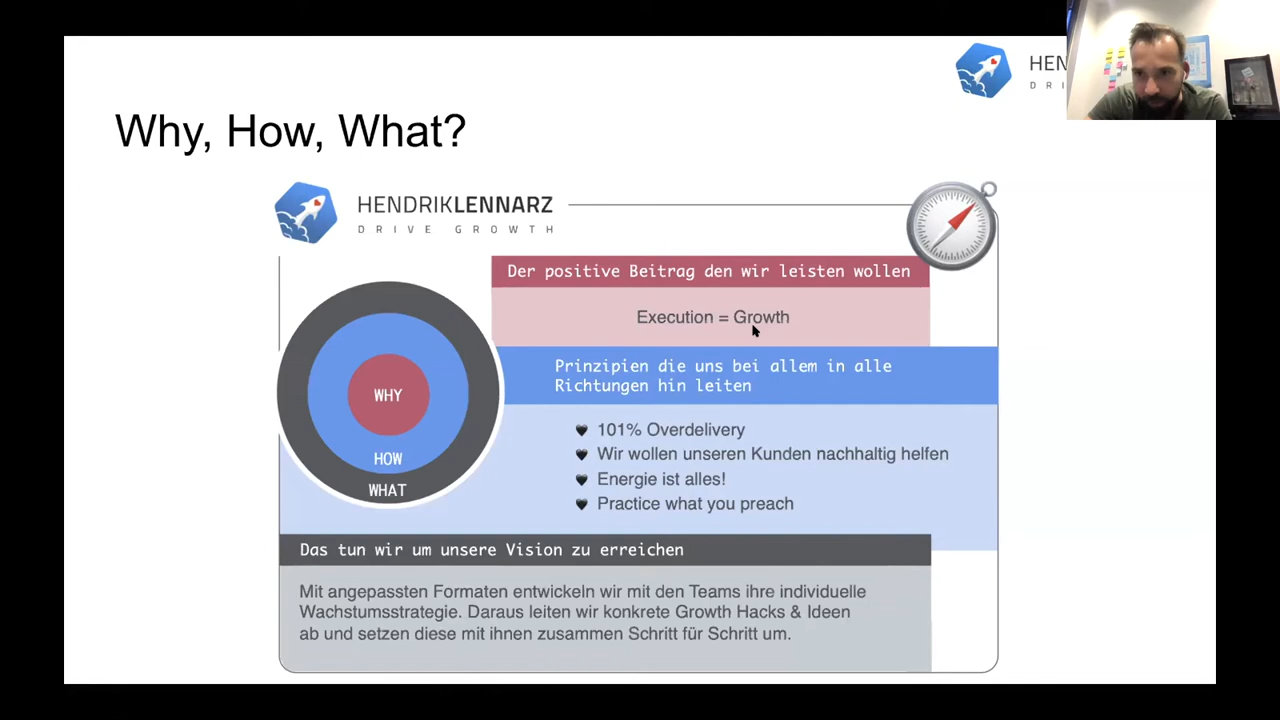 HEN
Why, How, What?
HENDRIKLENNARZ
DRIVE GROWTH
Der positive Beitrag den wir leisten wollen
Execution = Growth
Prinzipien die uns bei allem in alle
Richtungen hin leiten
WHY
HOW
WHAT
101% Overdelivery
Wir wollen unseren Kunden nachhaltig helfen
Energie ist alles!
Practice what you preach
Das tun wir um unsere Vision zu erreichen
Mit angepassten Formaten entwickeln wir mit den Teams ihre individuelle
Wachstumsstrategie. Daraus leiten wir konkrete Growth Hacks & Ideen
ab und setzen diese mit ihnen zusammen Schritt für Schritt um.